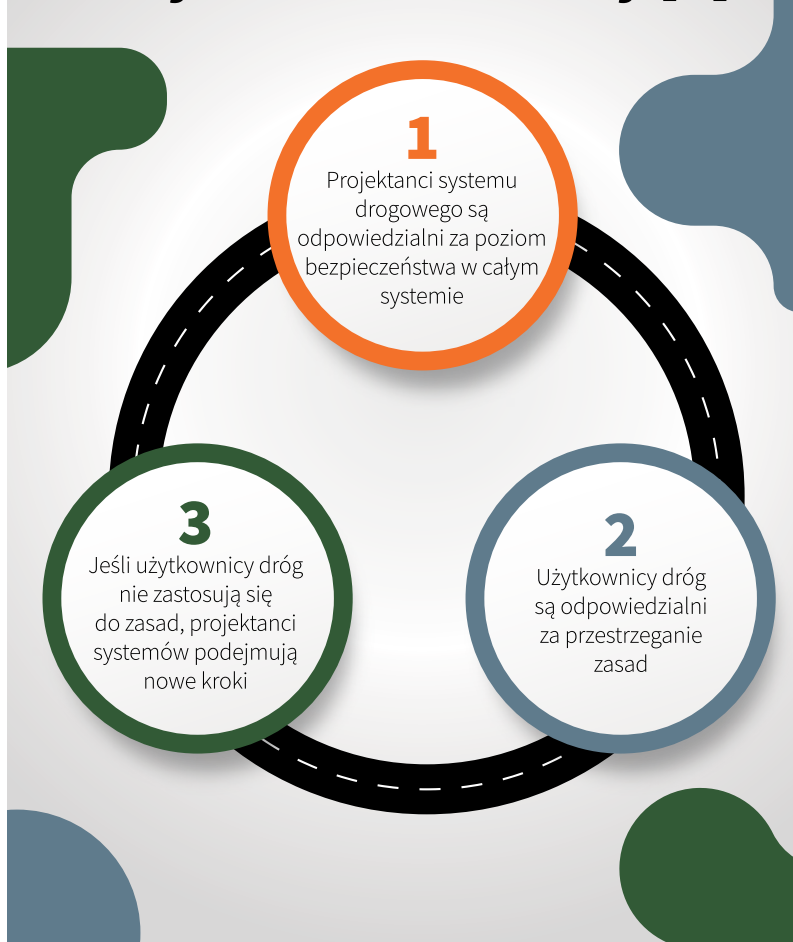 1
Projektanci systemu
drogowego są
odpowiedzialni za poziom
bezpieczeństwa w całym
systemie
2
Użytkownicy dróg
są odpowiedzialni
za przestrzeganie
zasad
3
Jeśli użytkownicy dróg
nie zastosują się
do zasad, projektanci
systemów podejmują
nowe kroki